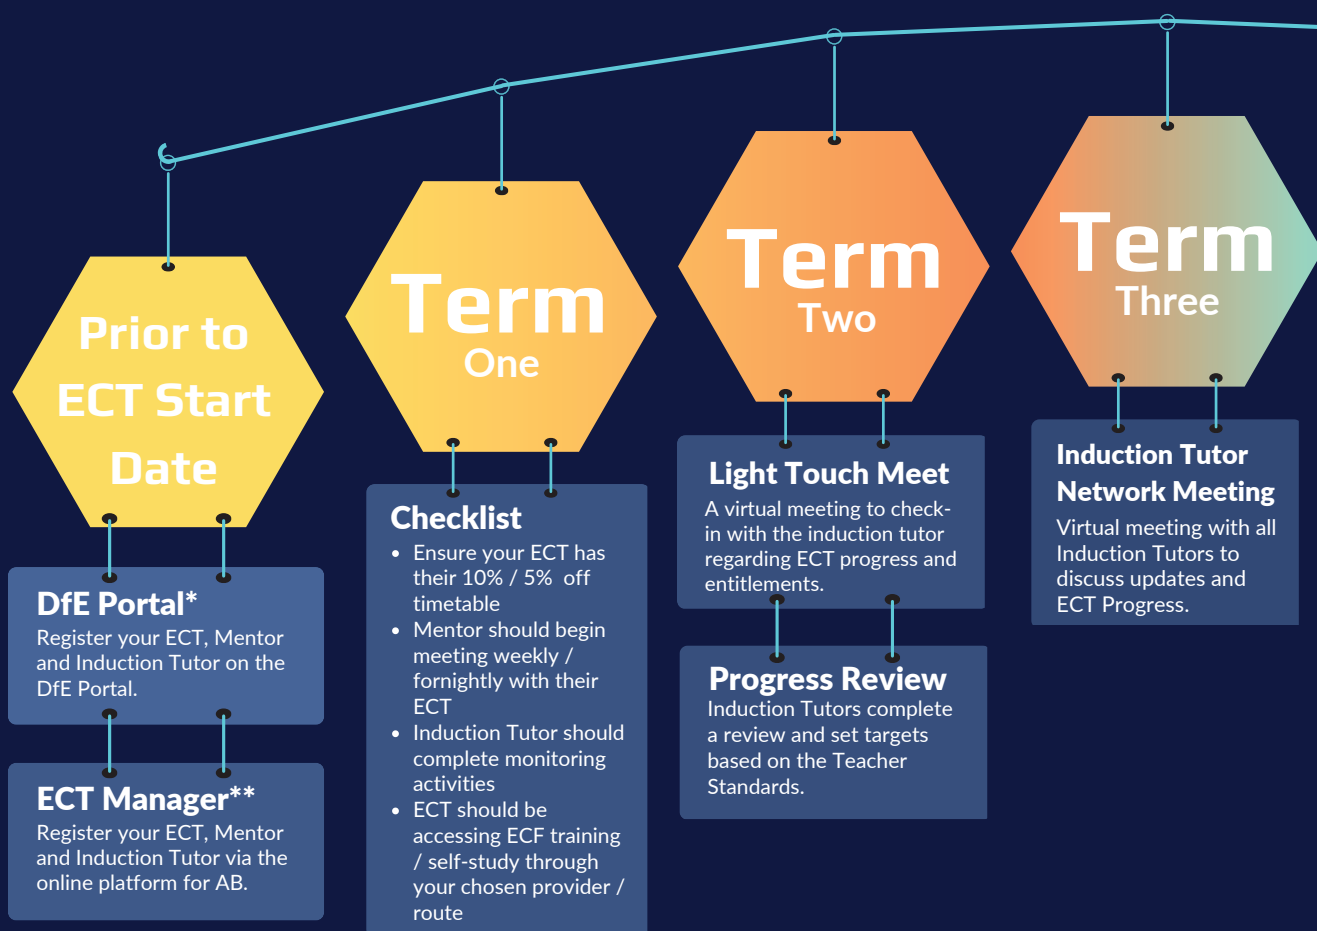 Prior to
ECT Start
Date
DfE Portal*
Register your ECT, Mentor
and Induction Tutor on the
DfE Portal.
ECT Manager**
Register your ECT, Mentor
and Induction Tutor via the
online platform for AB.
Term
One
Checklist
• Ensure your ECT has
their 10% / 5% off
timetable
• Mentor should begin
meeting weekly /
fornightly with their
ECT
• Induction Tutor should
complete monitoring
activities
• ECT should be
accessing ECF training
/ self-study through
your chosen provider /
route
Term
Two
Light Touch Meet
A virtual meeting to check-
in with the induction tutor
regarding ECT progress and
entitlements.
Progress Review
Induction Tutors complete
a review and set targets
based on the Teacher
Standards.
Term
Three
Induction Tutor
Network Meeting
Virtual meeting with all
Induction Tutors to
discuss updates and
ECT Progress.